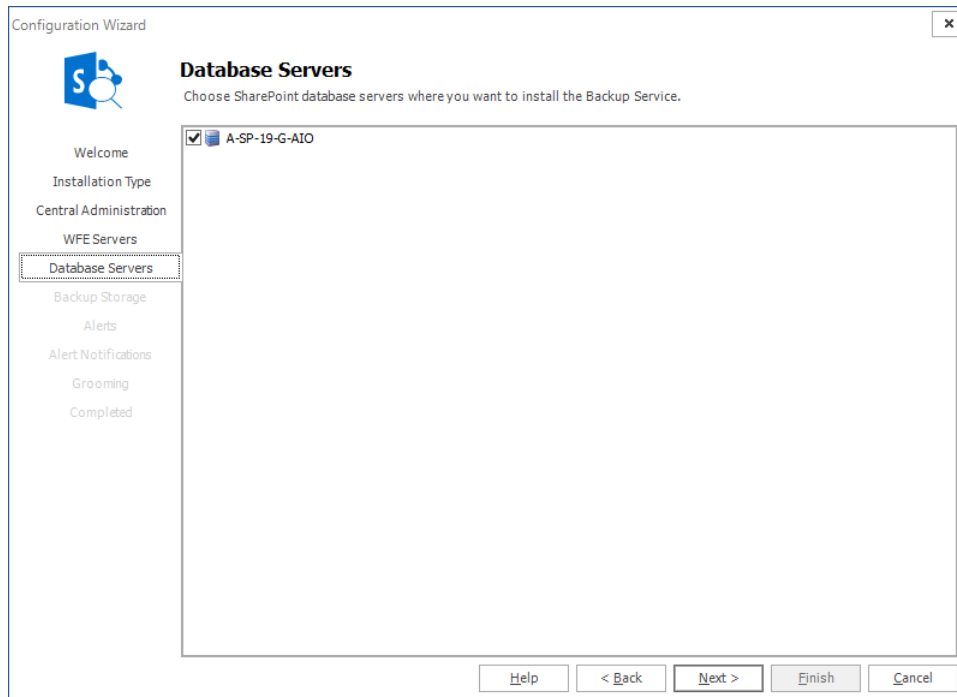 Configuration Wizard
Database Servers
Choose SharePoint database servers where you want to install the Backup Service.
Welcome
Installation Type
Central Administration
WFE Servers
Database Servers
Backup Storage
Alerts
Alert Notifications
Grooming
Completed
A-SP-19-G-AIO
Help
< Back
Next >
Finish
Cancel